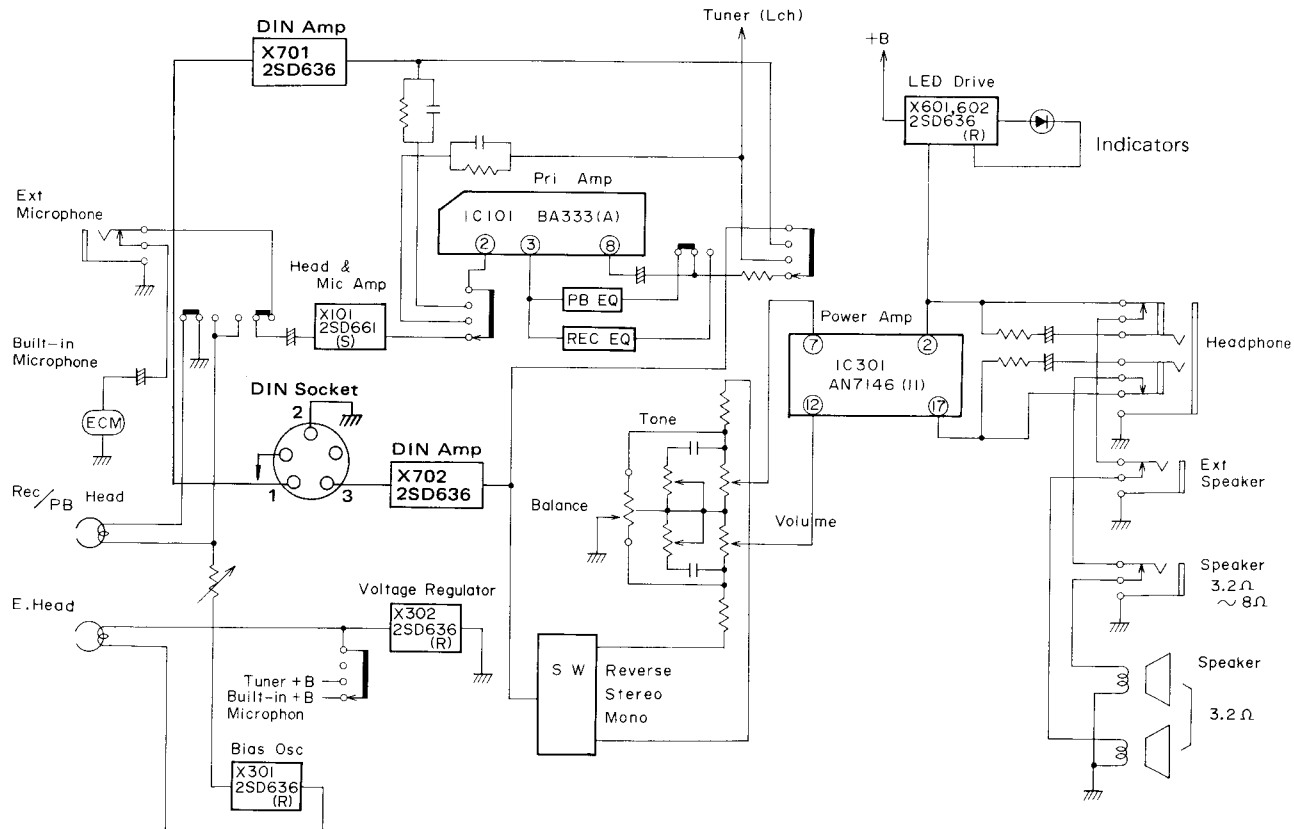 DIN Amp
X701
2SD636
Tuner (Lch)
+B
LED Drive
X601,602
2SD636
(R)
Indicators
Pri Amp
IC101 BA333(A)
2
3
8
Ext
Microphone
Head &
Mic Amp
X101
2SD661
(S)
PB EQ
REC EQ
Power Amp
7
2
IC301
AN7146 (11)
12
17
Headphone
Built-in
Microphone
ECM
DIN Socket
2
1
3
DIN Amp
X702
2SD636
Tone
Balance
Volume
Ext
Speaker
Rec/PB Head
Speaker
3.2Ω
~8Ω
E.Head
Voltage Regulator
X302
2SD636
(R)
Tuner +B
Built-in +B
Microphon
S W
Reverse
Stereo
Mono
Speaker
3.2Ω
Bias Osc
X301
2SD636
(R)